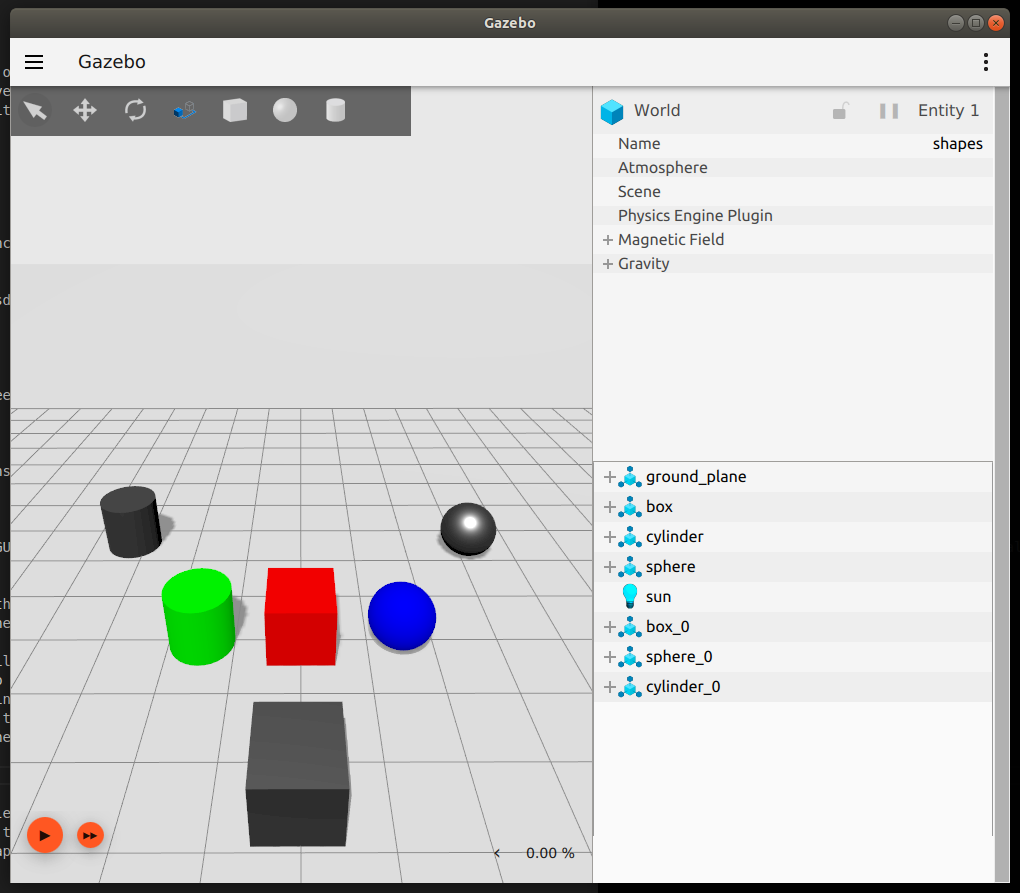 Gazebo
Gazebo
World Entity 1
Name shapes
Atmosphere
Scene
Physics Engine Plugin
Magnetic Field
Gravity
ground_plane
box
cylinder
sphere
sun
box_0
sphere_0
cylinder_0
0.00 %